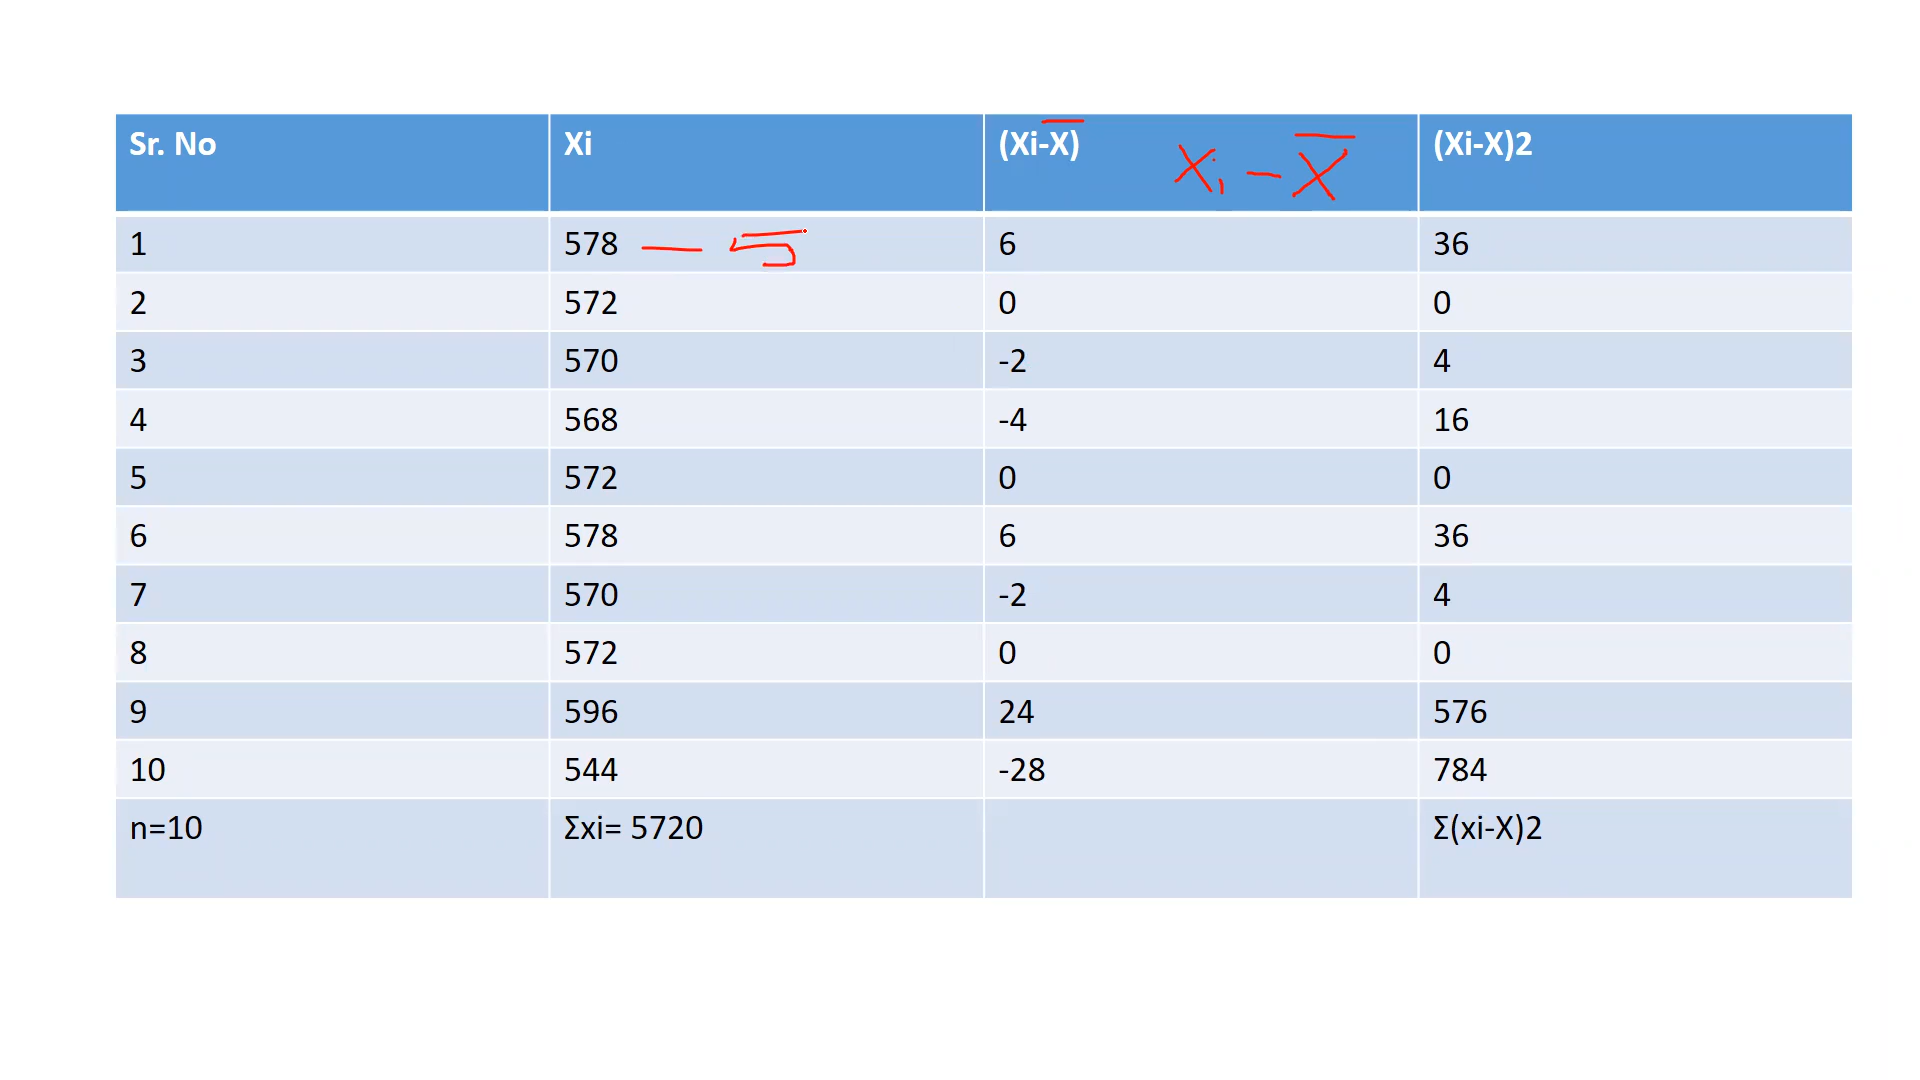 Sr. No Xi (Xi-X) Xi - X̅ (Xi-X)2
1 578 — 5 6 36
2 572 0 0
3 570 -2 4
4 568 -4 16
5 572 0 0
6 578 6 36
7 570 -2 4
8 572 0 0
9 596 24 576
10 544 -28 784
n=10 Σxi= 5720 Σ(xi-X)2